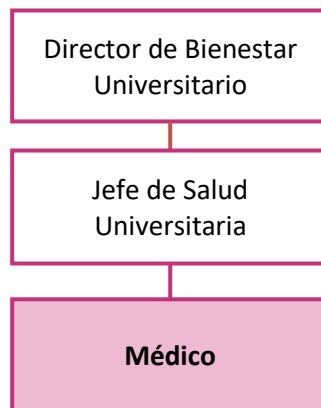 Director de Bienestar
Universitario
Jefe de Salud
Universitaria
Médico